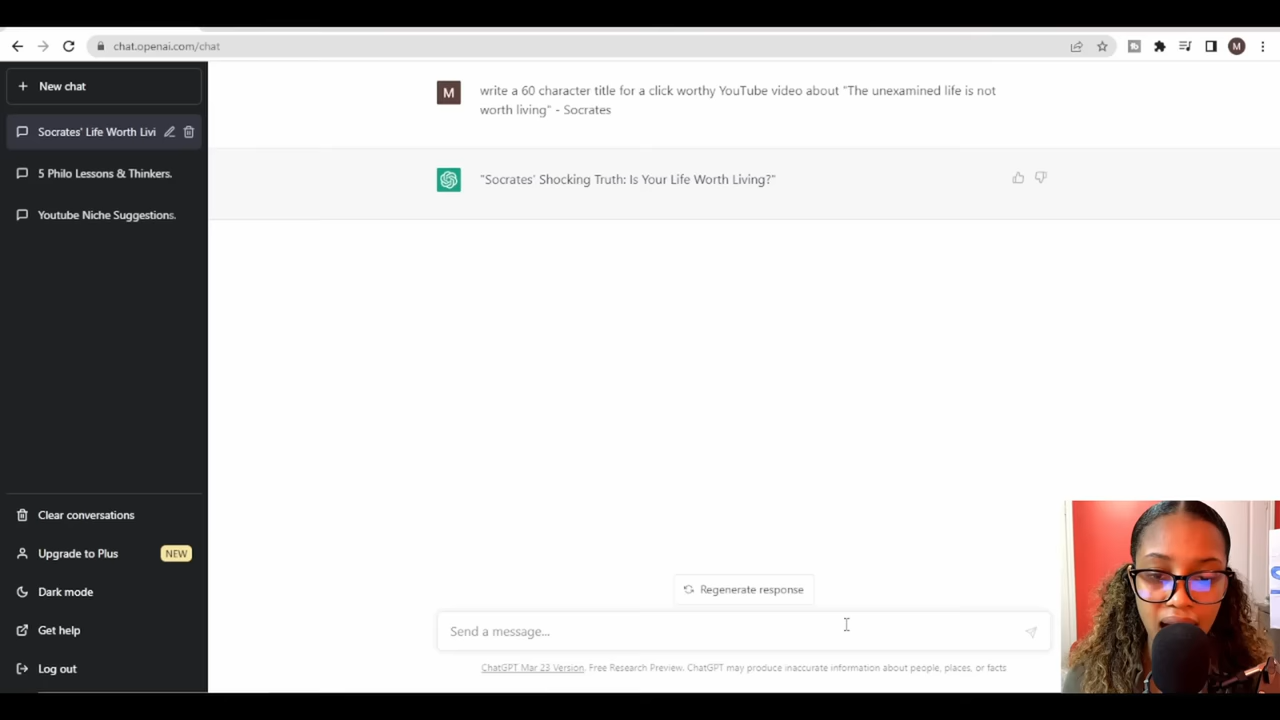 chat.openai.com/chat
M
New chat
Socrates' Life Worth Livi
5 Philo Lessons & Thinkers.
Youtube Niche Suggestions.
M
write a 60 character title for a click worthy YouTube video about "The unexamined life is not
worth living" - Socrates
"Socrates' Shocking Truth: Is Your Life Worth Living?"
Clear conversations
Upgrade to Plus
NEW
Dark mode
Get help
Log out
Regenerate response
Send a message...
ChatGPT Mar 23 Version. Free Research Preview. ChatGPT may produce inaccurate information about people, places, or facts